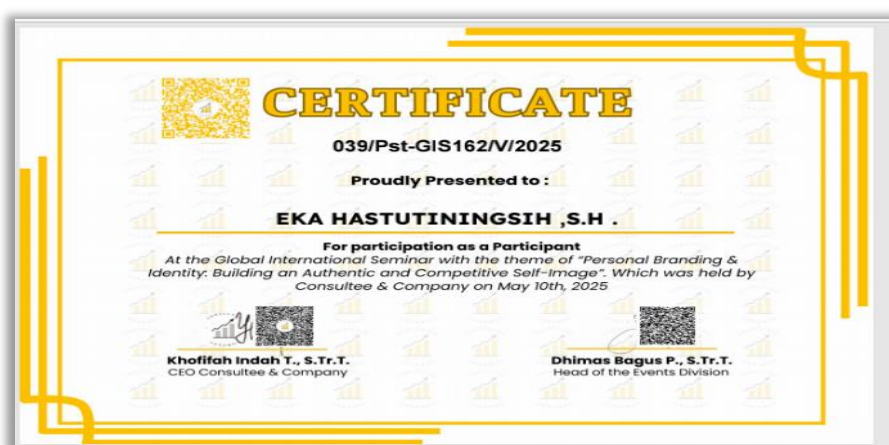 CERTIFICATE
039/Pst-GIS162/V/2025
Proudly Presented to :
EKA HASTUTININGSIH ,S.H .
For participation as a Participant
At the Global International Seminar with the theme of "Personal Branding &
Identity: Building an Authentic and Competitive Self-Image". Which was held by
Consultee & Company on May 10th, 2025
Khofifah Indah T., S.Tr.T.
CEO Consultee & Company
Dhimas Bagus P., S.Tr.T.
Head of the Events Division